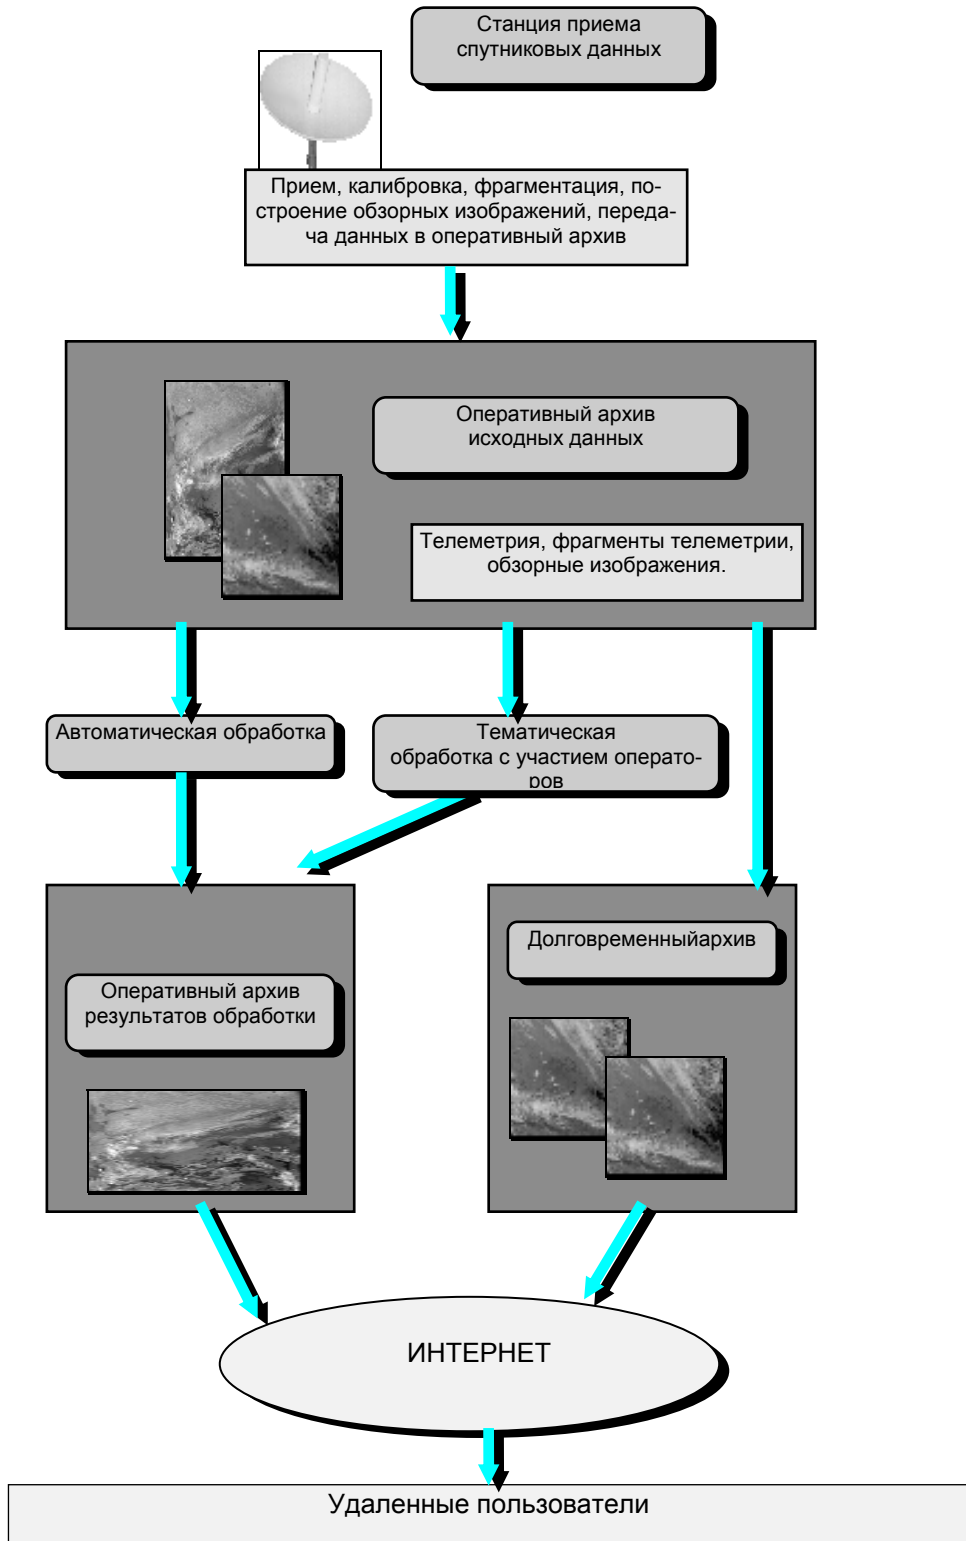 Станция приема
спутниковых данных
Прием, калибровка, фрагментация, по-
строение обзорных изображений, переда-
ча данных в оперативный архив
Оперативный архив
исходных данных
Телеметрия, фрагменты телеметрии,
обзорные изображения.
Автоматическая обработка
Тематическая
обработка с участием операто-
ров
Долговременныйархив
Оперативный архив
результатов обработки
ИНТЕРНЕТ
Удаленные пользователи